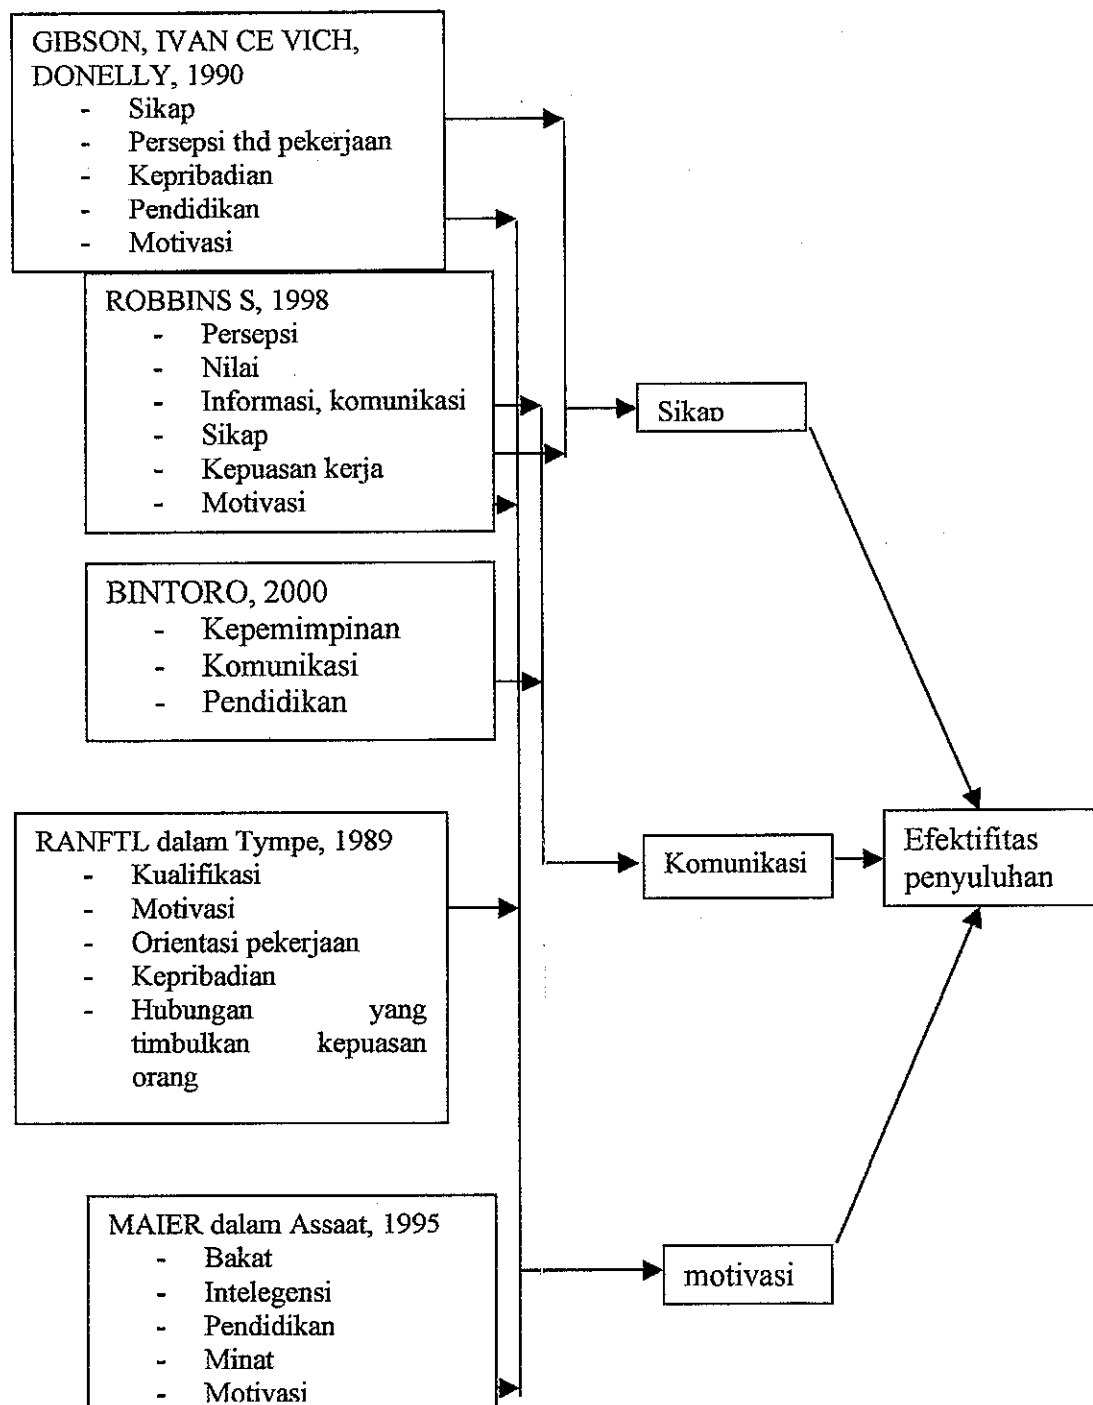 GIBSON, IVAN CE VICH,
DONELLY, 1990
- Sikap
- Persepsi thd pekerjaan
- Kepribadian
- Pendidikan
- Motivasi
ROBBINS S, 1998
- Persepsi
- Nilai
- Informasi, komunikasi
- Sikap
- Kepuasan kerja
- Motivasi
BINTORO, 2000
- Kepemimpinan
- Komunikasi
- Pendidikan
RANFTL dalam Tympe, 1989
- Kualifikasi
- Motivasi
- Orientasi pekerjaan
- Kepribadian
- Hubungan yang
timbulkan kepuasan
orang
MAIER dalam Assaat, 1995
- Bakat
- Intelegensi
- Pendidikan
- Minat
- Motivasi
Sikap
Komunikasi
motivasi
Efektifitas
penyuluhan